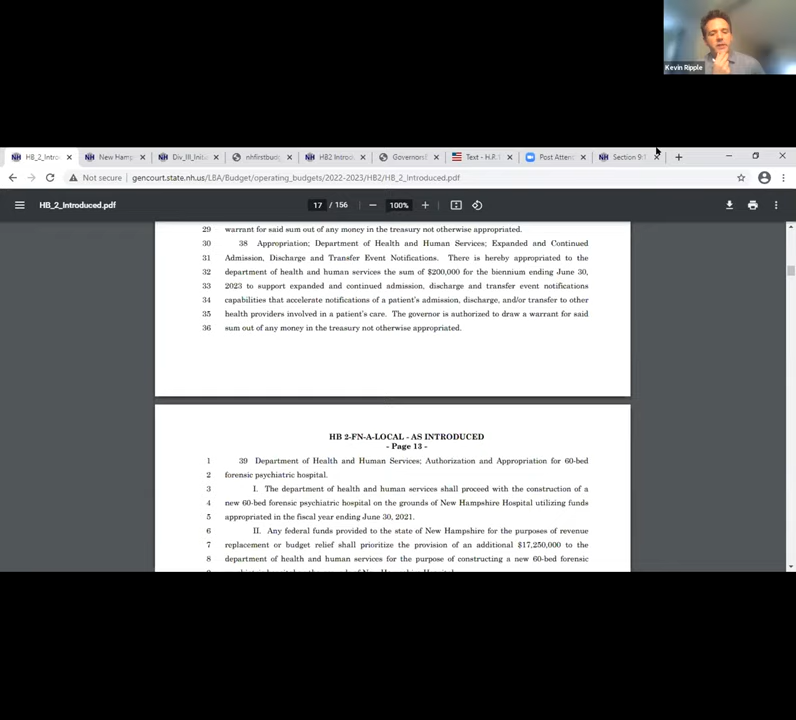 Kevin Ripple
HB_2_Intro
New Hamp
Div_III_Initi
nhfirstbudg
HB2 Introd
GovernorsE
Text - H.R.1
Post Atten
Section 9:1
Not secure | gencourt.state.nh.us/LBA/Budget/operating_budgets/2022-2023/HB2/HB_2_Introduced.pdf
HB_2_Introduced.pdf
17 / 156
100%
29 warrant for said sum out of any money in the treasury not otherwise appropriated.
30 38 Appropriation; Department of Health and Human Services; Expanded and Continued
31 Admission, Discharge and Transfer Event Notifications. There is hereby appropriated to the
32 department of health and human services the sum of $200,000 for the biennium ending June 30,
33 2023 to support expanded and continued admission, discharge and transfer event notifications
34 capabilities that accelerate notifications of a patient's admission, discharge, and/or transfer to other
35 health providers involved in a patient's care. The governor is authorized to draw a warrant for said
36 sum out of any money in the treasury not otherwise appropriated.
HB 2-FN-A-LOCAL - AS INTRODUCED
- Page 13 -
1 39 Department of Health and Human Services; Authorization and Appropriation for 60-bed
2 forensic psychiatric hospital.
3 I. The department of health and human services shall proceed with the construction of a
4 new 60-bed forensic psychiatric hospital on the grounds of New Hampshire Hospital utilizing funds
5 appropriated in the fiscal year ending June 30, 2021.
6 II. Any federal funds provided to the state of New Hampshire for the purposes of revenue
7 replacement or budget relief shall prioritize the provision of an additional $17,250,000 to the
8 department of health and human services for the purpose of constructing a new 60-bed forensic